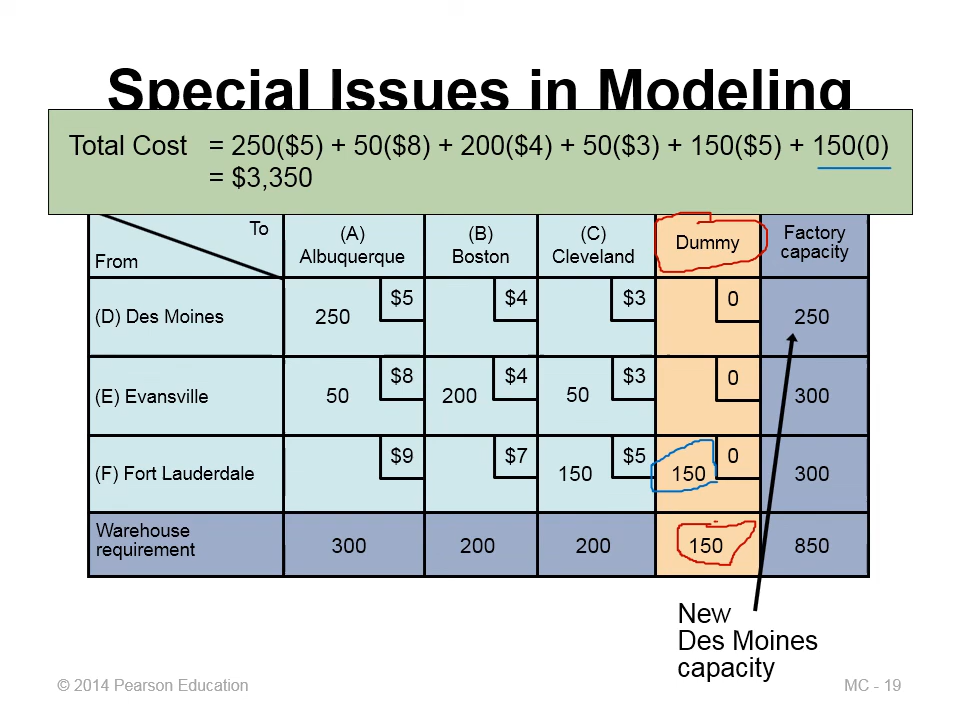 Special Issues in Modeling
Total Cost = 250($5) + 50($8) + 200($4) + 50($3) + 150($5) + 150(0)
= $3,350
To
From
(A)
Albuquerque
(B)
Boston
(C)
Cleveland
Dummy
Factory
capacity
(D) Des Moines
250
$5
$4
$3
0
250
(E) Evansville
50
$8
200
$4
50
$3
0
300
(F) Fort Lauderdale
$9
$7
150
$5
150
0
300
Warehouse
requirement
300
200
200
150
850
New
Des Moines
capacity
© 2014 Pearson Education
MC - 19